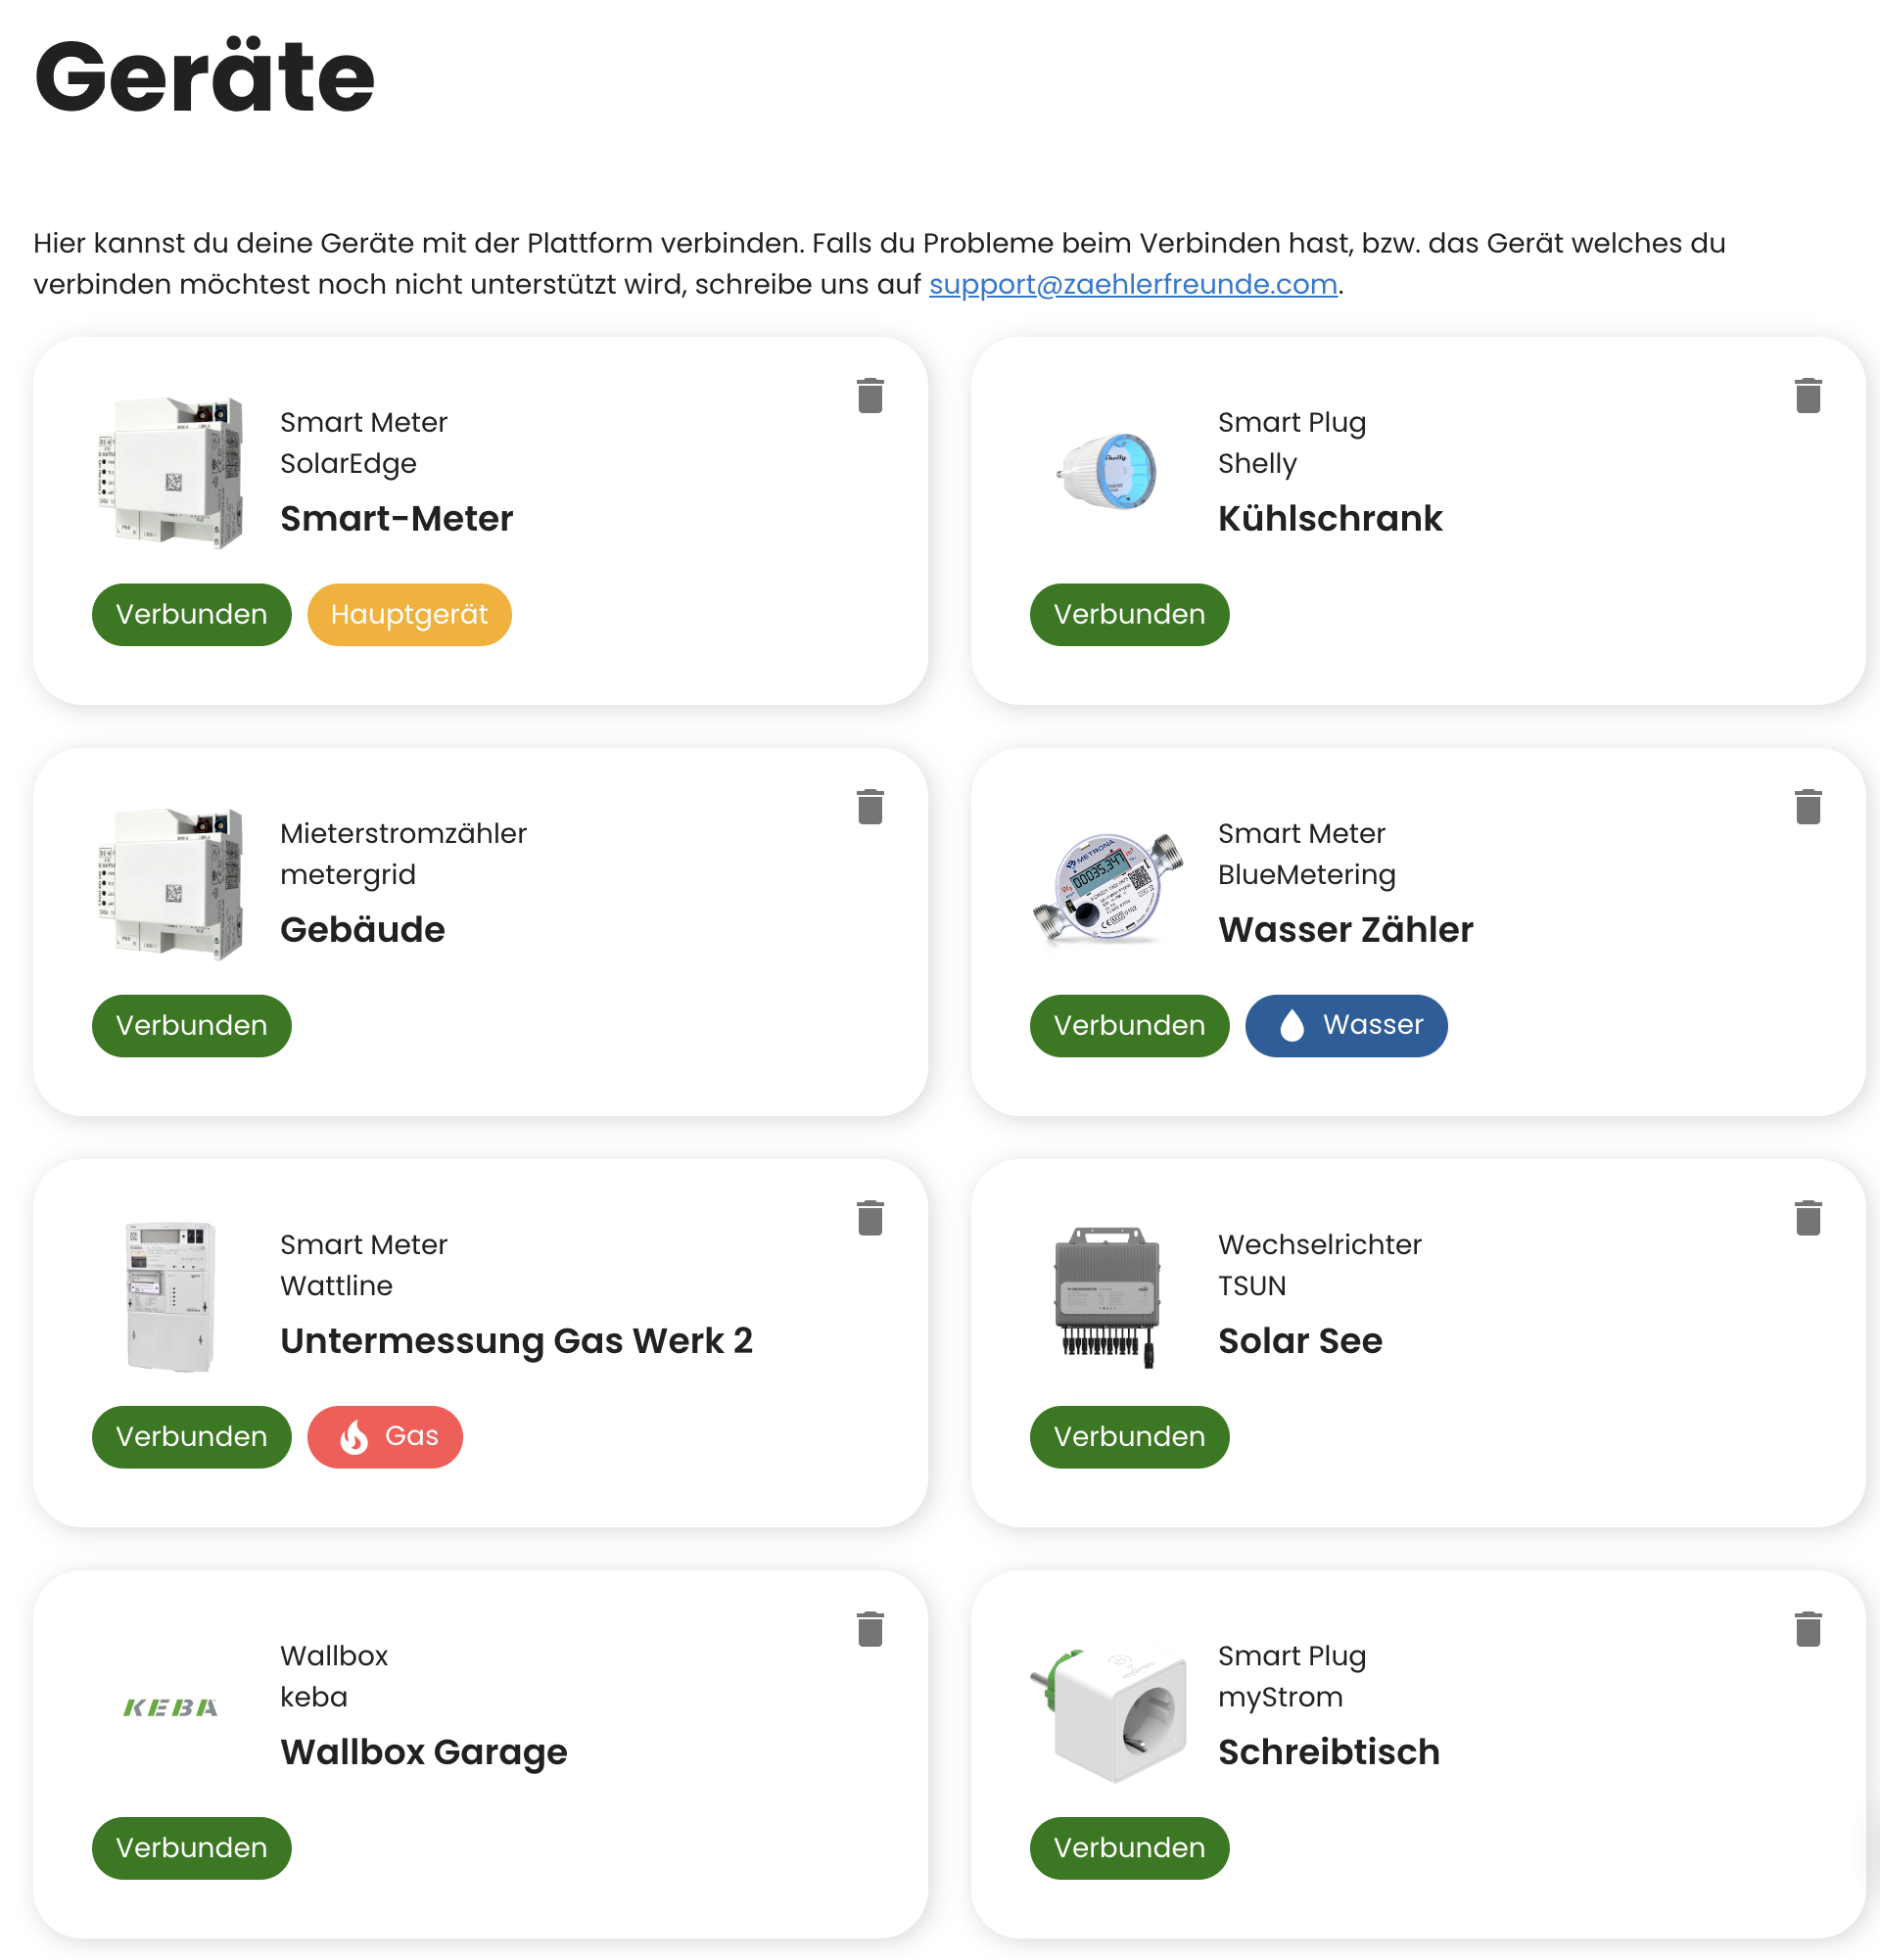 Geräte
Hier kannst du deine Geräte mit der Plattform verbinden. Falls du Probleme beim Verbinden hast, bzw. das Gerät welches du
verbinden möchtest noch nicht unterstützt wird, schreibe uns auf support@zaehlerfreunde.com.
Smart Meter
SolarEdge
Smart-Meter
Verbunden
Hauptgerät
Smart Plug
Shelly
Shelly
Kühlschrank
Verbunden
Mieterstromzähler
metergrid
Gebäude
Verbunden
METRONA
00035,347
Smart Meter
BlueMetering
Wasser Zähler
Verbunden
Wasser
Smart Meter
Wattline
Untermessung Gas Werk 2
Verbunden
Gas
Wechselrichter
TSUN
Solar See
Verbunden
KEBA
Wallbox
keba
Wallbox Garage
Verbunden
Smart Plug
myStrom
Schreibtisch
Verbunden